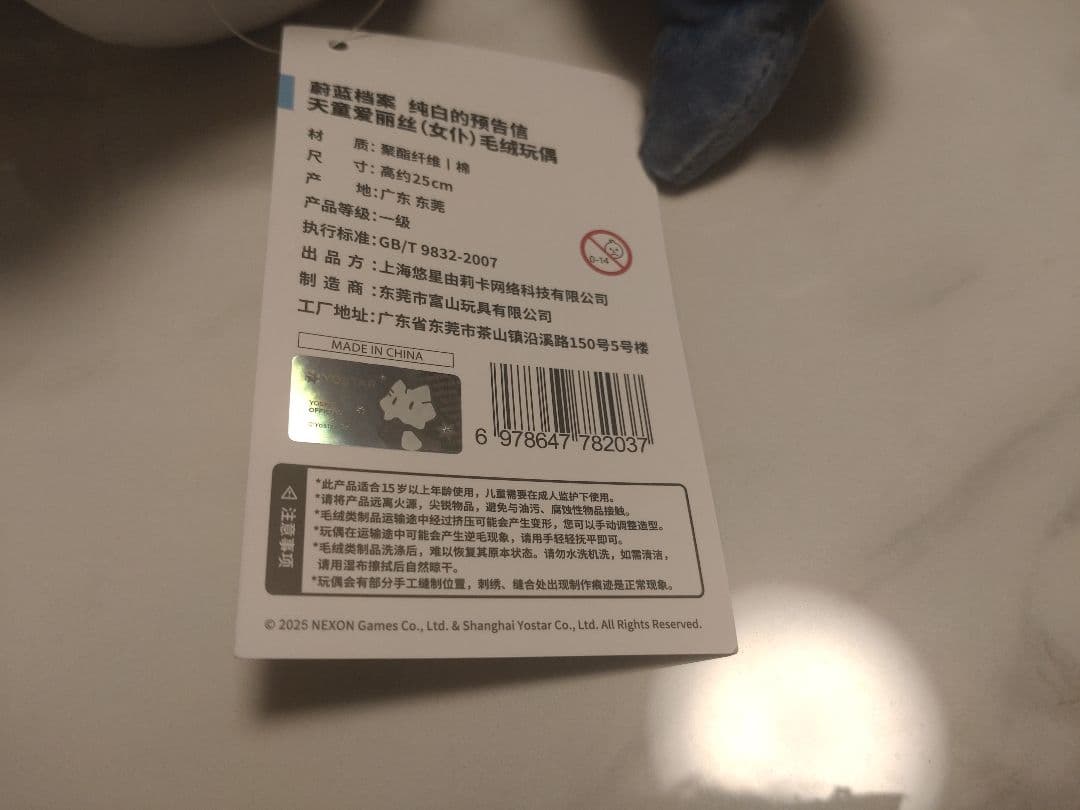 蔚蓝档案 纯白的预告信
天童爱丽丝(女仆)毛绒玩偶
材 质:聚酯纤维|棉
尺 寸:高约25cm
产 地:广东 东莞
产品等级:一级
执行标准:GB/T 9832-2007
出品方:上海悠星由莉卡网络科技有限公司
制造商:东莞市富山玩具有限公司
工厂地址:广东省东莞市茶山镇沿溪路150号5号楼
0-14
MADE IN CHINA
YOSTAR
6 978647 782037
注意事项
*此产品适合15岁以上年龄使用，儿童需要在成人监护下使用。
*请将产品远离火源，尖锐物品，避免与油污、腐蚀性物品接触。
*毛绒类制品运输途中经过挤压可能会产生变形，您可以手动调整造型。
*玩偶在运输途中可能会产生逆毛现象，请用手轻轻抚平即可。
*毛绒类制品洗涤后，难以恢复其原本状态。请勿水洗机洗，如需清洁，
请用湿布擦拭后自然晾干。
*玩偶会有部分手工缝制位置，刺绣、缝合处出现制作痕迹是正常现象。
© 2025 NEXON Games Co., Ltd. & Shanghai Yostar Co., Ltd. All Rights Reserved.